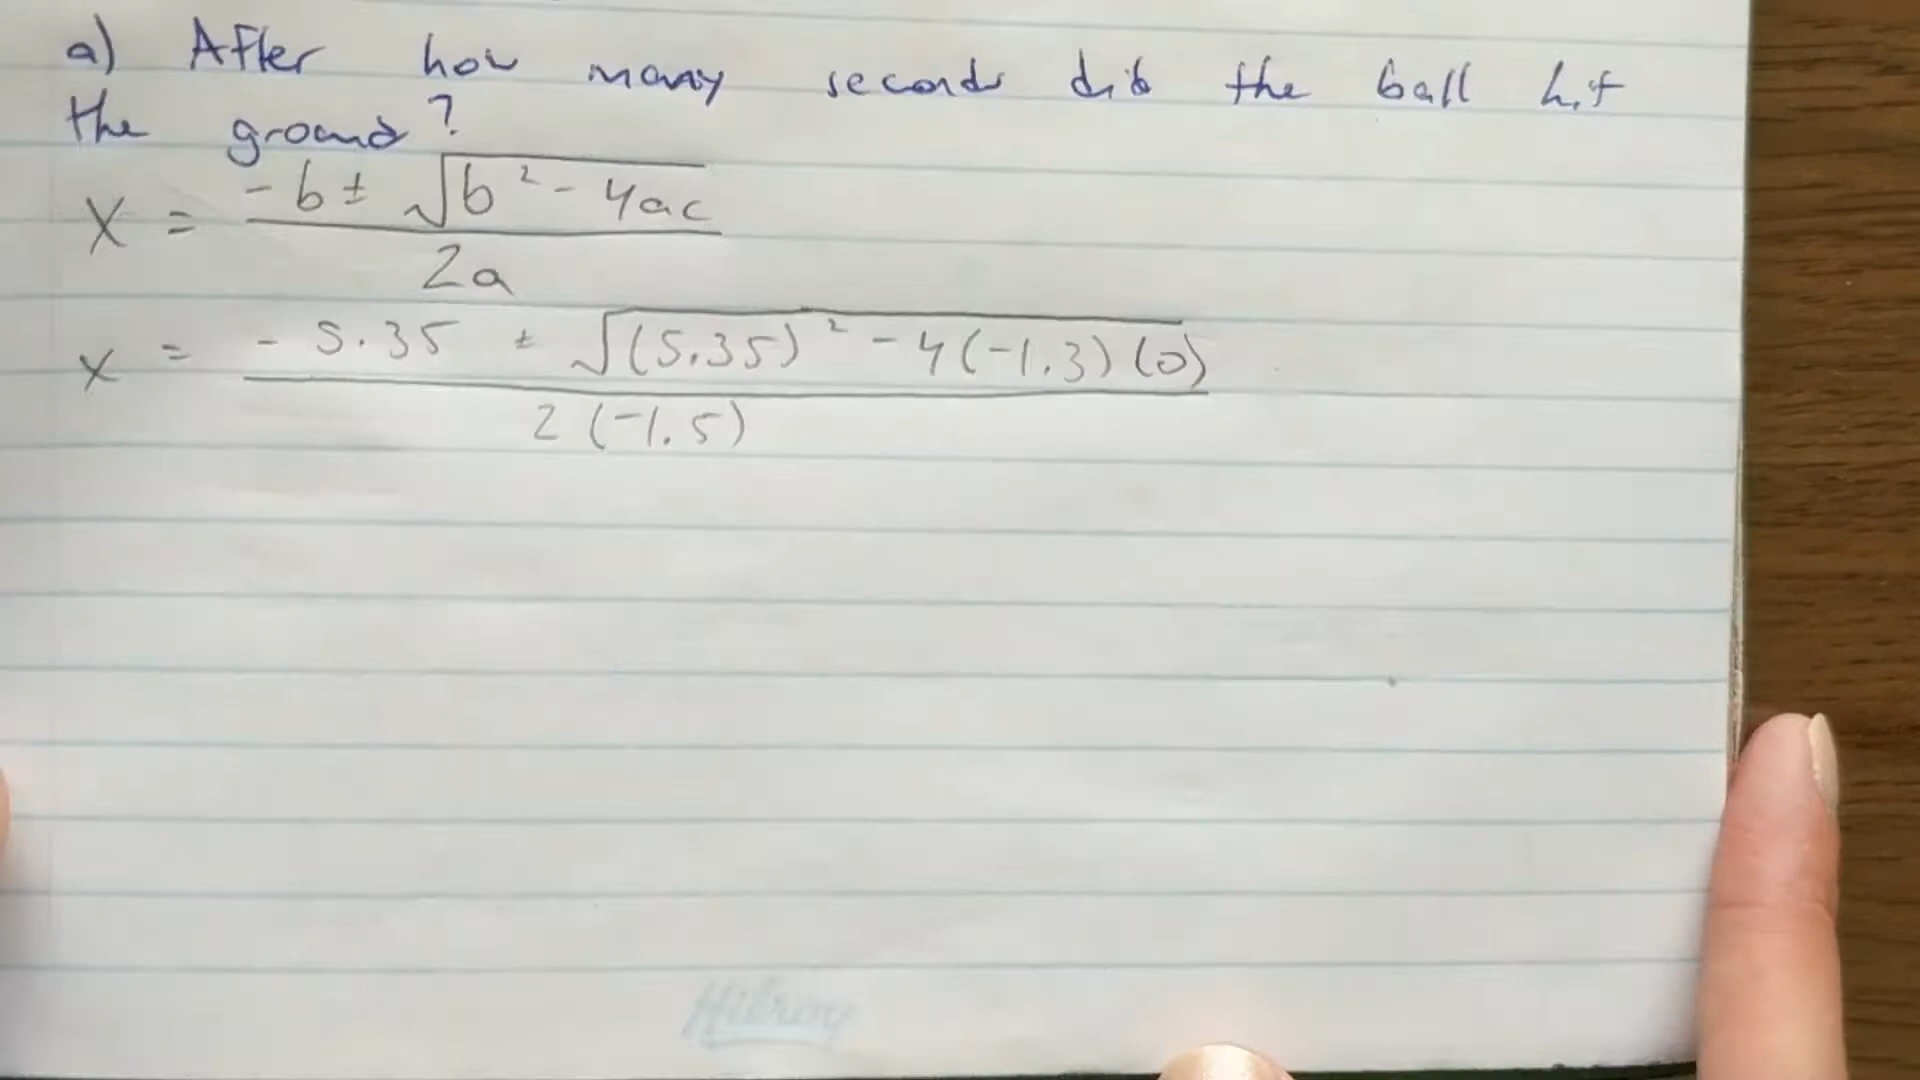 a) After how many seconds did the ball hit
the ground?
x = -b ± √b² - 4ac
2a
x = - 5.35 ± √(5.35)² - 4(-1.3)(0)
2(-1.5)
Hilroy